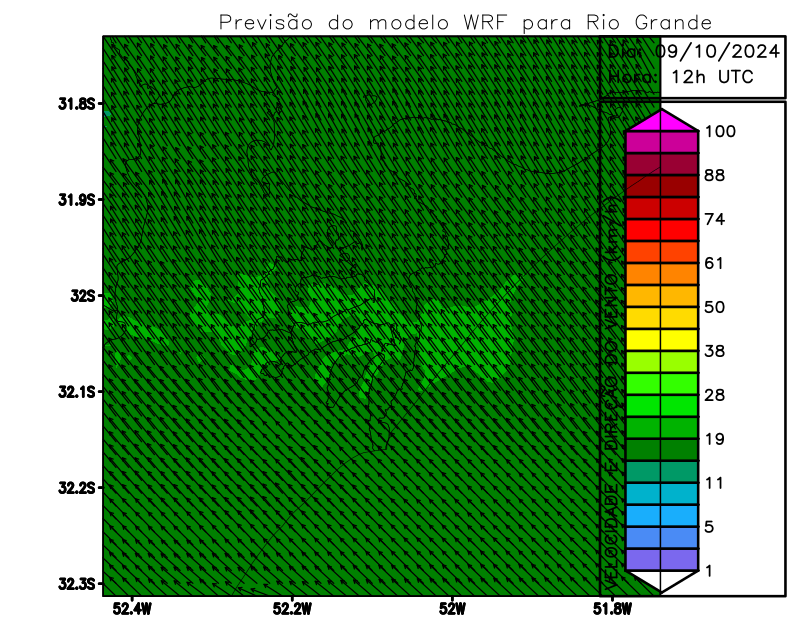 Previsão do modelo WRF para Rio Grande
Dia: 09/10/2024
Hora: 12h UTC
31.8S
31.9S
32S
32.1S
32.2S
32.3S
52.4W
52.2W
52W
51.8W
VELOCIDADE E DIREÇÃO DO VENTO (km/h)
100
88
74
61
50
38
28
19
11
5
1